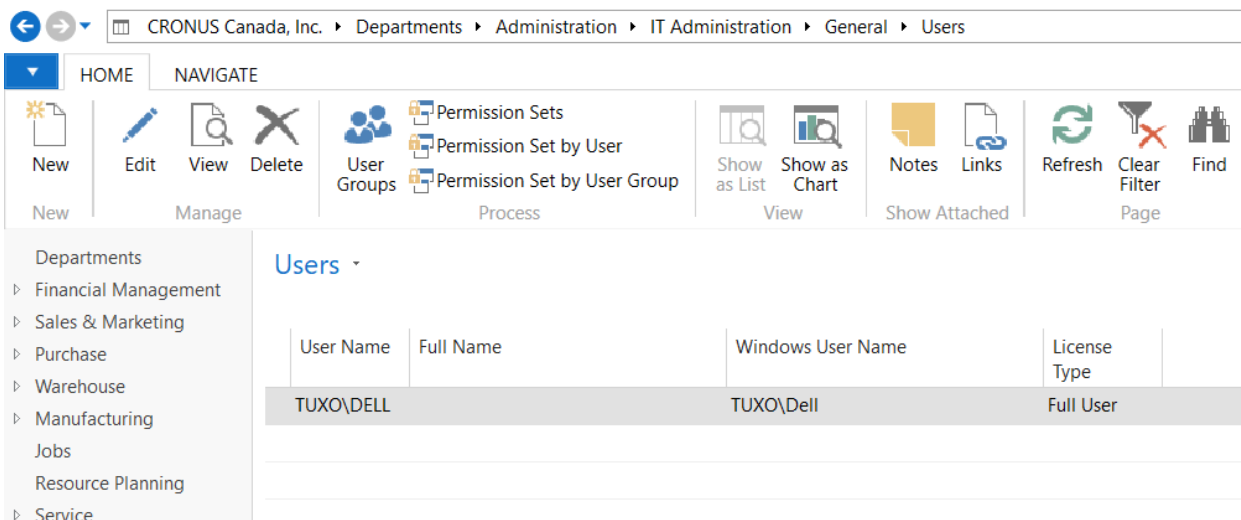 CRONUS Canada, Inc. Departments Administration IT Administration General Users
HOME NAVIGATE
New
Edit
View
Delete
User
Groups
Permission Sets
Permission Set by User
Permission Set by User Group
Show
as List
Show as
Chart
Notes
Links
Refresh
Clear
Filter
Find
New Manage Process View Show Attached Page
Departments
Financial Management
Sales & Marketing
Purchase
Warehouse
Manufacturing
Jobs
Resource Planning
Service
Users
User Name Full Name Windows User Name License
Type
TUXO\DELL TUXO\Dell Full User